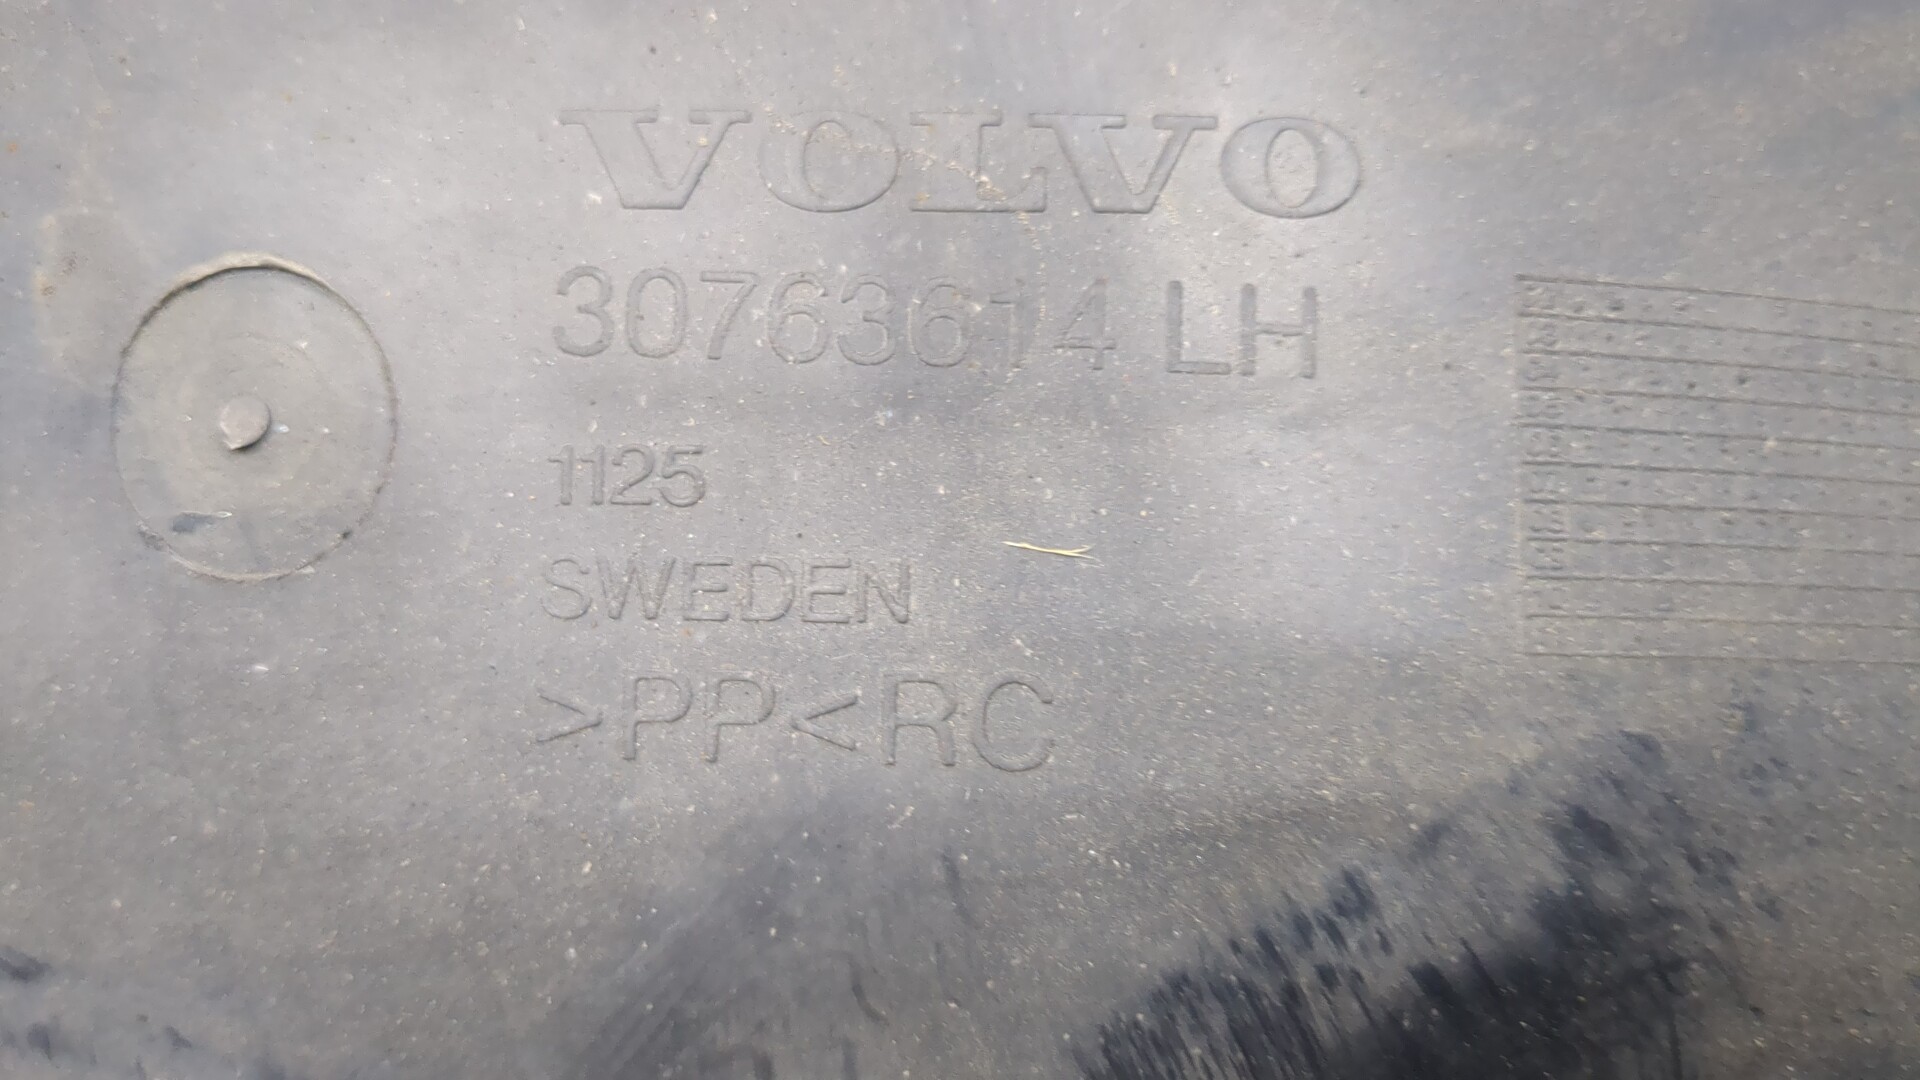 VOLVO
30763614 LH
1125
SWEDEN
>PP<RC